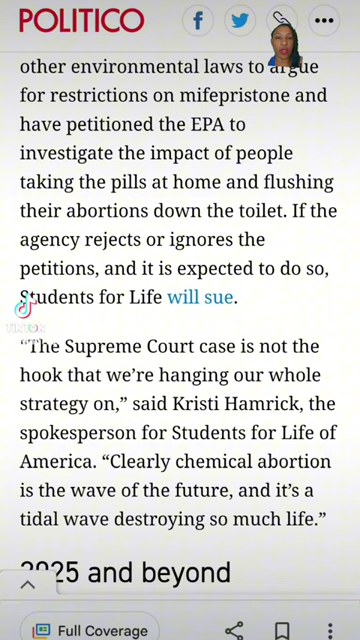 POLITICO
other environmental laws to argue
for restrictions on mifepristone and
have petitioned the EPA to
investigate the impact of people
taking the pills at home and flushing
their abortions down the toilet. If the
agency rejects or ignores the
petitions, and it is expected to do so,
Students for Life will sue.
TikTok
“The Supreme Court case is not the
hook that we’re hanging our whole
strategy on,” said Kristi Hamrick, the
spokesperson for Students for Life of
America. “Clearly chemical abortion
is the wave of the future, and it’s a
tidal wave destroying so much life.”
2025 and beyond
Full Coverage